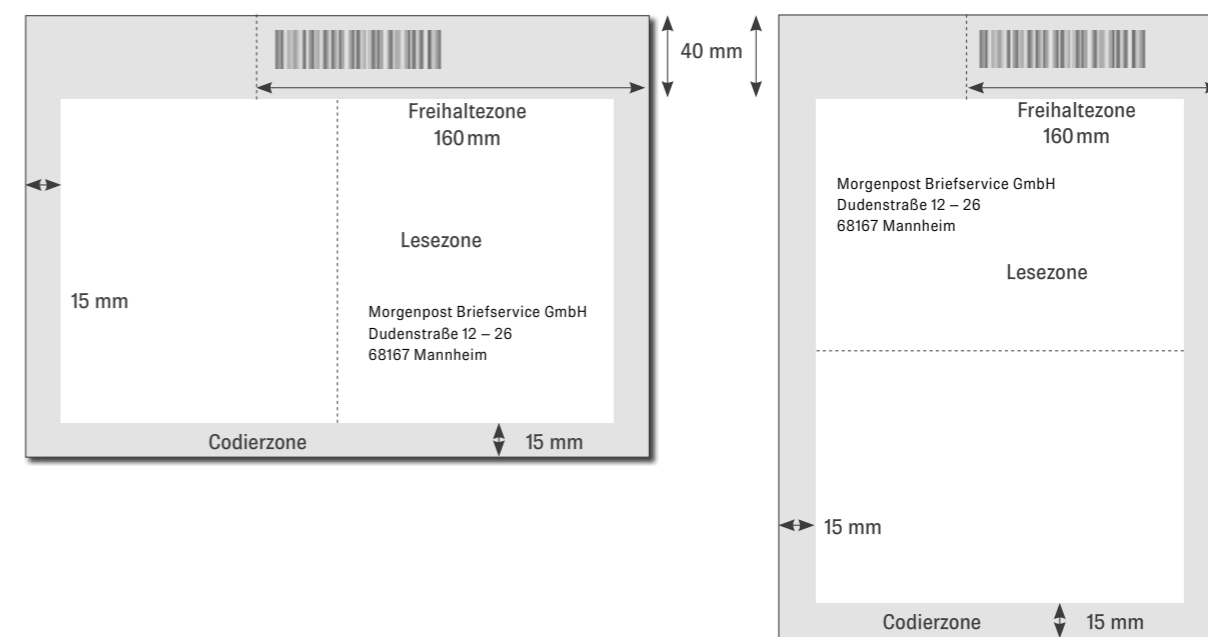 40 mm
Freihaltezone
160 mm
Lesezone
15 mm
Morgenpost Briefservice GmbH
Dudenstraße 12 – 26
68167 Mannheim
Codierzone
15 mm
Freihaltezone
160 mm
Morgenpost Briefservice GmbH
Dudenstraße 12 – 26
68167 Mannheim
Lesezone
15 mm
Codierzone
15 mm